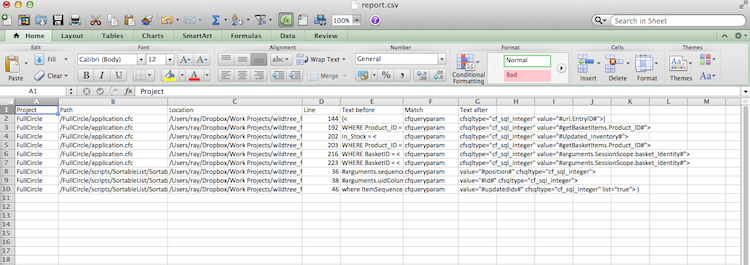 report.csv
100%
Search in Sheet
Home Layout Tables Charts SmartArt Formulas Data Review
Edit Font Alignment Number Format Cells Themes
Fill Calibri (Body) 12 abc Wrap Text General Normal
Paste Clear B I U A Merge % Conditional Formatting Bad Insert Delete Format Themes Aa
A1 fx Project
A B C D E F G H I J K L M
1 Project Path Location Line Text before Match Text after
2 FullCircle /FullCircle/application.cfc /Users/ray/Dropbox/Work Projects/wildtree_f 144 (< cfqueryparam cfsqltype="cf_sql_integer" value="#url.EntryID#">)
3 FullCircle /FullCircle/application.cfc /Users/ray/Dropbox/Work Projects/wildtree_f 192 WHERE Product_ID = cfqueryparam cfsqltype="cf_sql_integer" value="#getBasketItems.Product_ID#">
4 FullCircle /FullCircle/application.cfc /Users/ray/Dropbox/Work Projects/wildtree_f 202 In_Stock = < cfqueryparam cfsqltype="cf_sql_integer" value="#Updated_Inventory#">
5 FullCircle /FullCircle/application.cfc /Users/ray/Dropbox/Work Projects/wildtree_f 203 WHERE Product_ID = cfqueryparam cfsqltype="cf_sql_integer" value="#getBasketItems.Product_ID#">
6 FullCircle /FullCircle/application.cfc /Users/ray/Dropbox/Work Projects/wildtree_f 216 WHERE BasketID = < cfqueryparam cfsqltype="cf_sql_integer" value="#arguments.SessionScope.basket_Identity#">
7 FullCircle /FullCircle/application.cfc /Users/ray/Dropbox/Work Projects/wildtree_f 223 WHERE BasketID = < cfqueryparam cfsqltype="cf_sql_integer" value="#arguments.SessionScope.basket_Identity#">
8 FullCircle /FullCircle/scripts/SortableList/Sortab /Users/ray/Dropbox/Work Projects/wildtree_f 36 #arguments.sequenc cfqueryparam value="#position#" cfsqltype="cf_sql_integer">
9 FullCircle /FullCircle/scripts/SortableList/Sortab /Users/ray/Dropbox/Work Projects/wildtree_f 38 #arguments.uidColum cfqueryparam value="#id#" cfsqltype="cf_sql_integer">
10 FullCircle /FullCircle/scripts/SortableList/Sortab /Users/ray/Dropbox/Work Projects/wildtree_f 46 where ItemSequence cfqueryparam value="#updatedids#" cfsqltype="cf_sql_integer" list="true"> )
11
12
13
14
15
16
17
18